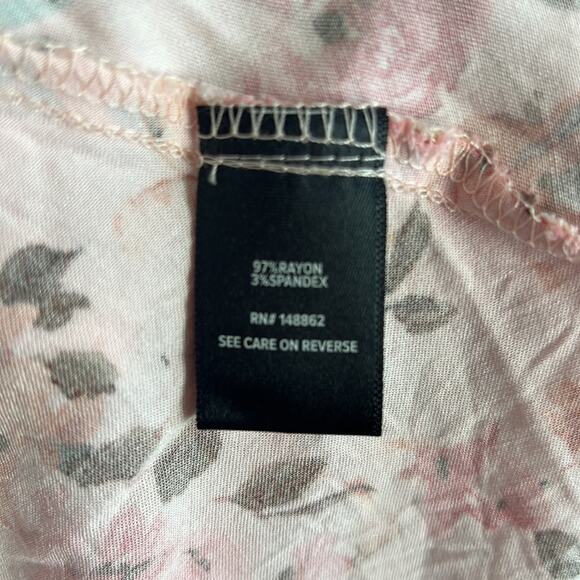 97%RAYON
3%SPANDEX
RN# 148862
SEE CARE ON REVERSE